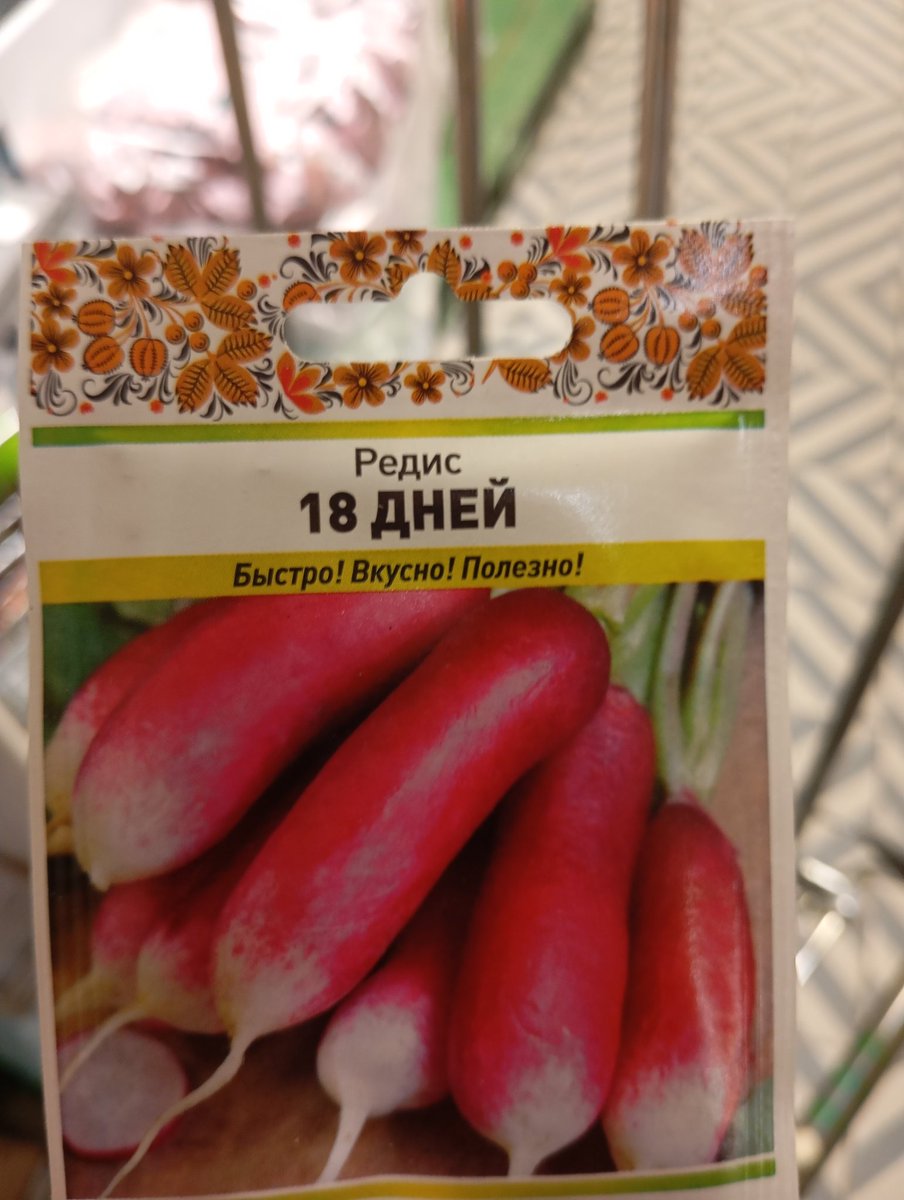 Редис
18 ДНЕЙ
Быстро! Вкусно! Полезно!